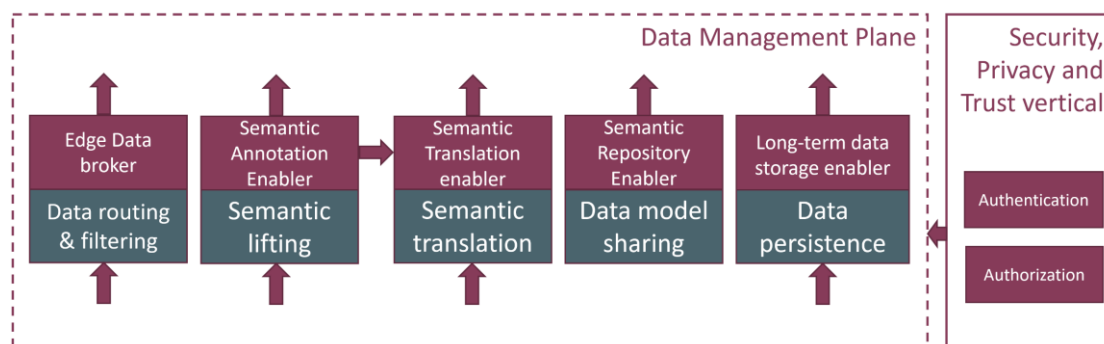 Data Management Plane
Security,
Privacy and
Trust vertical
Edge Data
broker
Data routing
& filtering
Semantic
Annotation
Enabler
Semantic
lifting
Semantic
Translation
enabler
Semantic
translation
Semantic
Repository
Enabler
Data model
sharing
Long-term data
storage enabler
Data
persistence
Authentication
Authorization